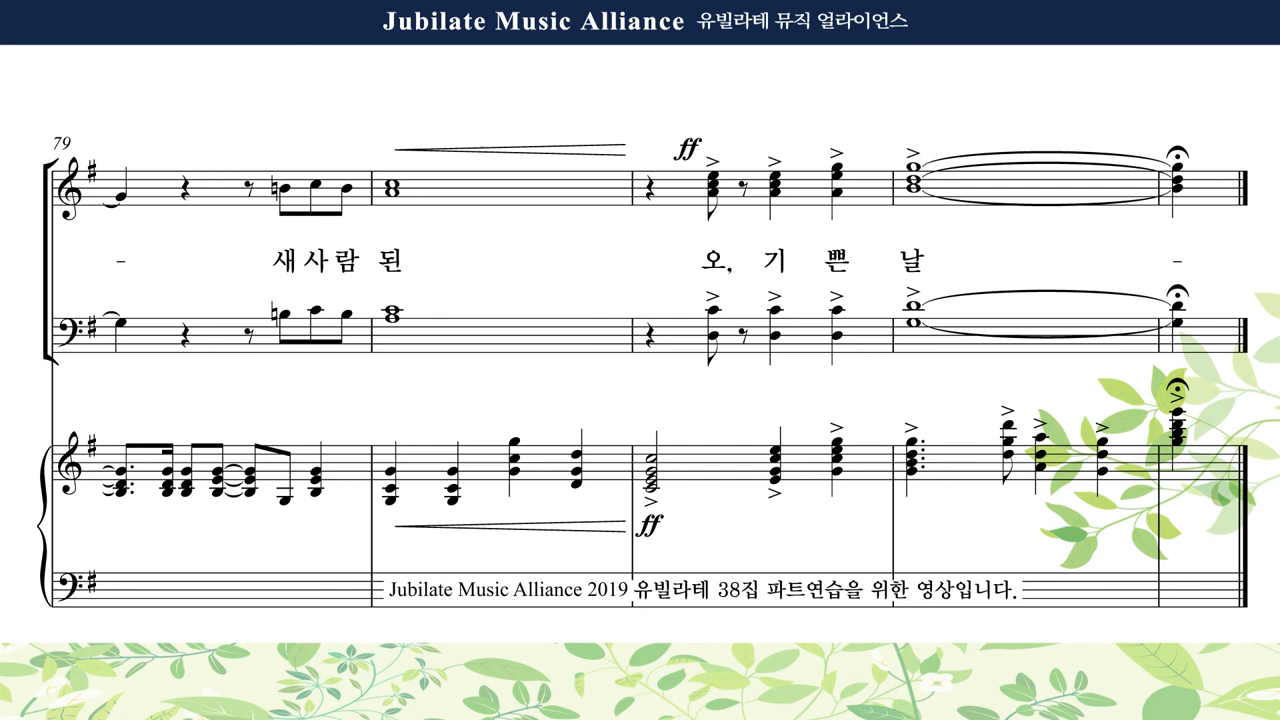 Jubilate Music Alliance 유빌라테 뮤직 얼라이언스
79
ff
- 새 사 람 된 오, 기 쁜 날 -
ff
Jubilate Music Alliance 2019 유빌라테 38집 파트연습을 위한 영상입니다.